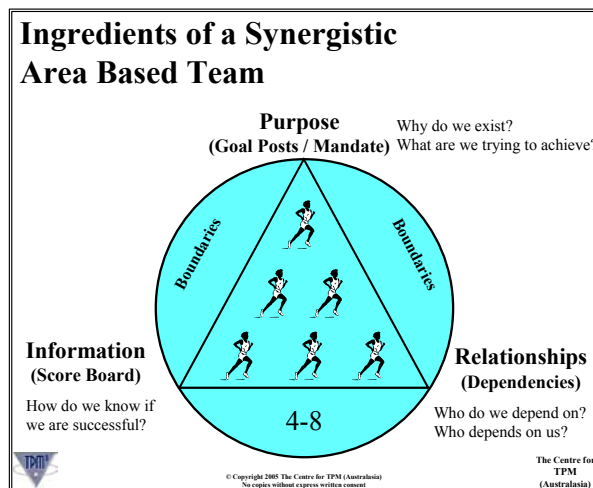 Ingredients of a Synergistic
Area Based Team
Purpose
(Goal Posts / Mandate)
Why do we exist?
What are we trying to achieve?
Boundaries
Boundaries
Information
(Score Board)
How do we know if
we are successful?
Relationships
(Dependencies)
Who do we depend on?
Who depends on us?
4-8
TPM3
© Copyright 2005 The Centre for TPM (Australasia)
No copies without express written consent
The Centre for
TPM
(Australasia)